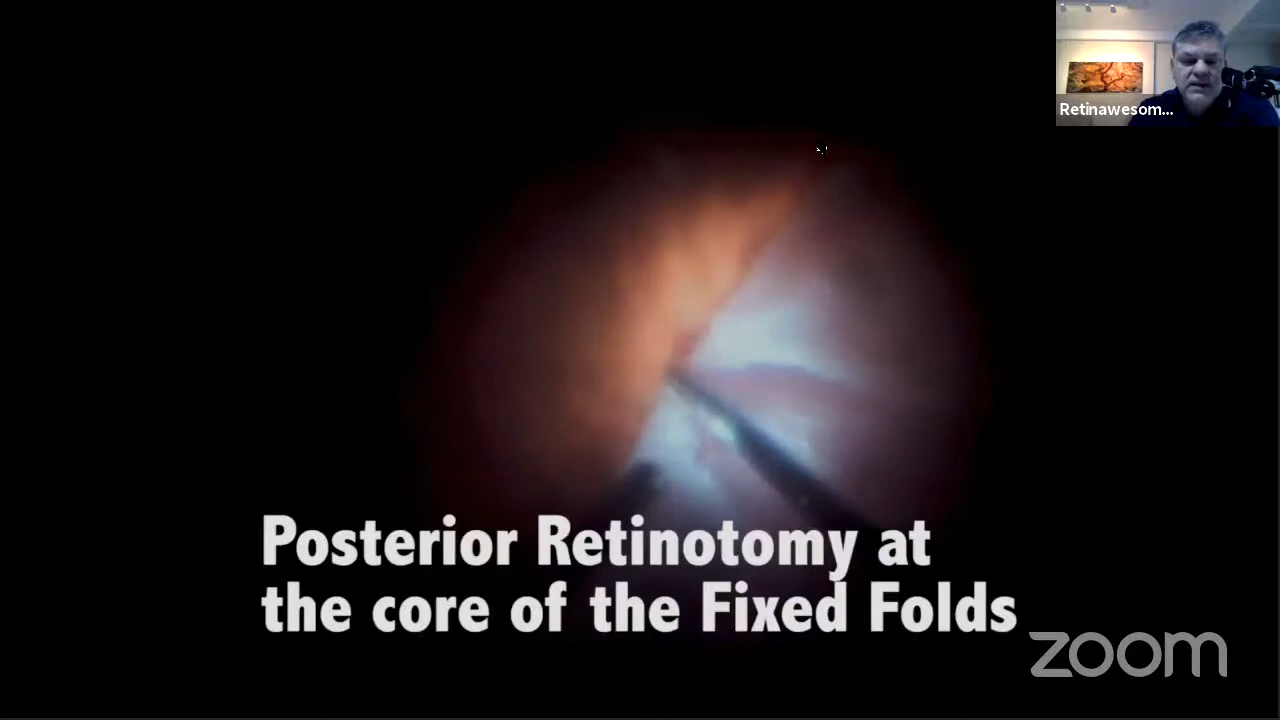 Retinawesom...
Posterior Retinotomy at
the core of the Fixed Folds
zoom